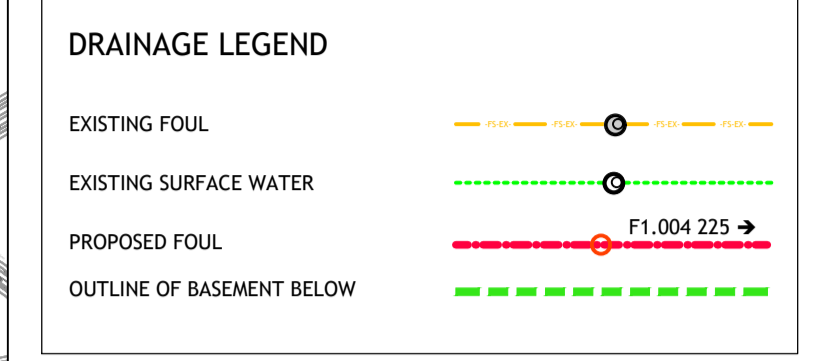 DRAINAGE LEGEND
EXISTING FOUL -FS-EX- -FS-EX- -FS-EX- -FS-EX-
EXISTING SURFACE WATER
F1.004 225 ➔
PROPOSED FOUL
OUTLINE OF BASEMENT BELOW